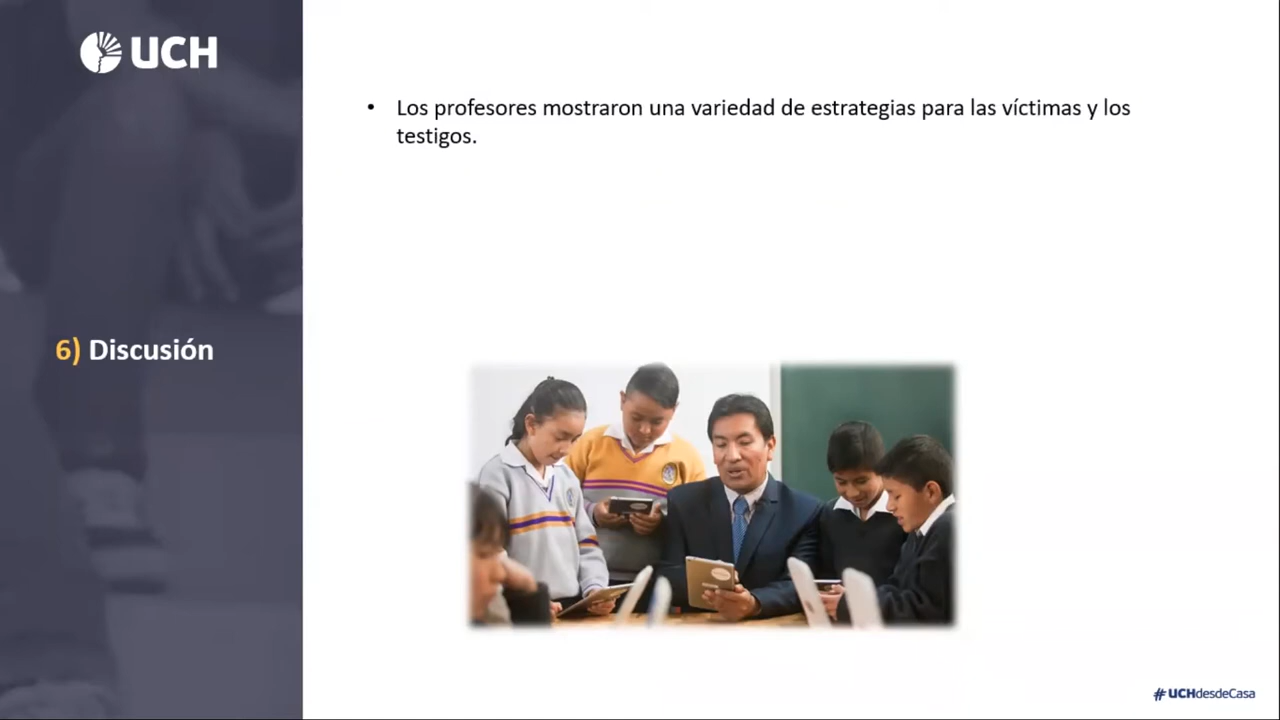 UCH
• Los profesores mostraron una variedad de estrategias para las víctimas y los
testigos.
6) Discusión
#UCHdesdeCasa